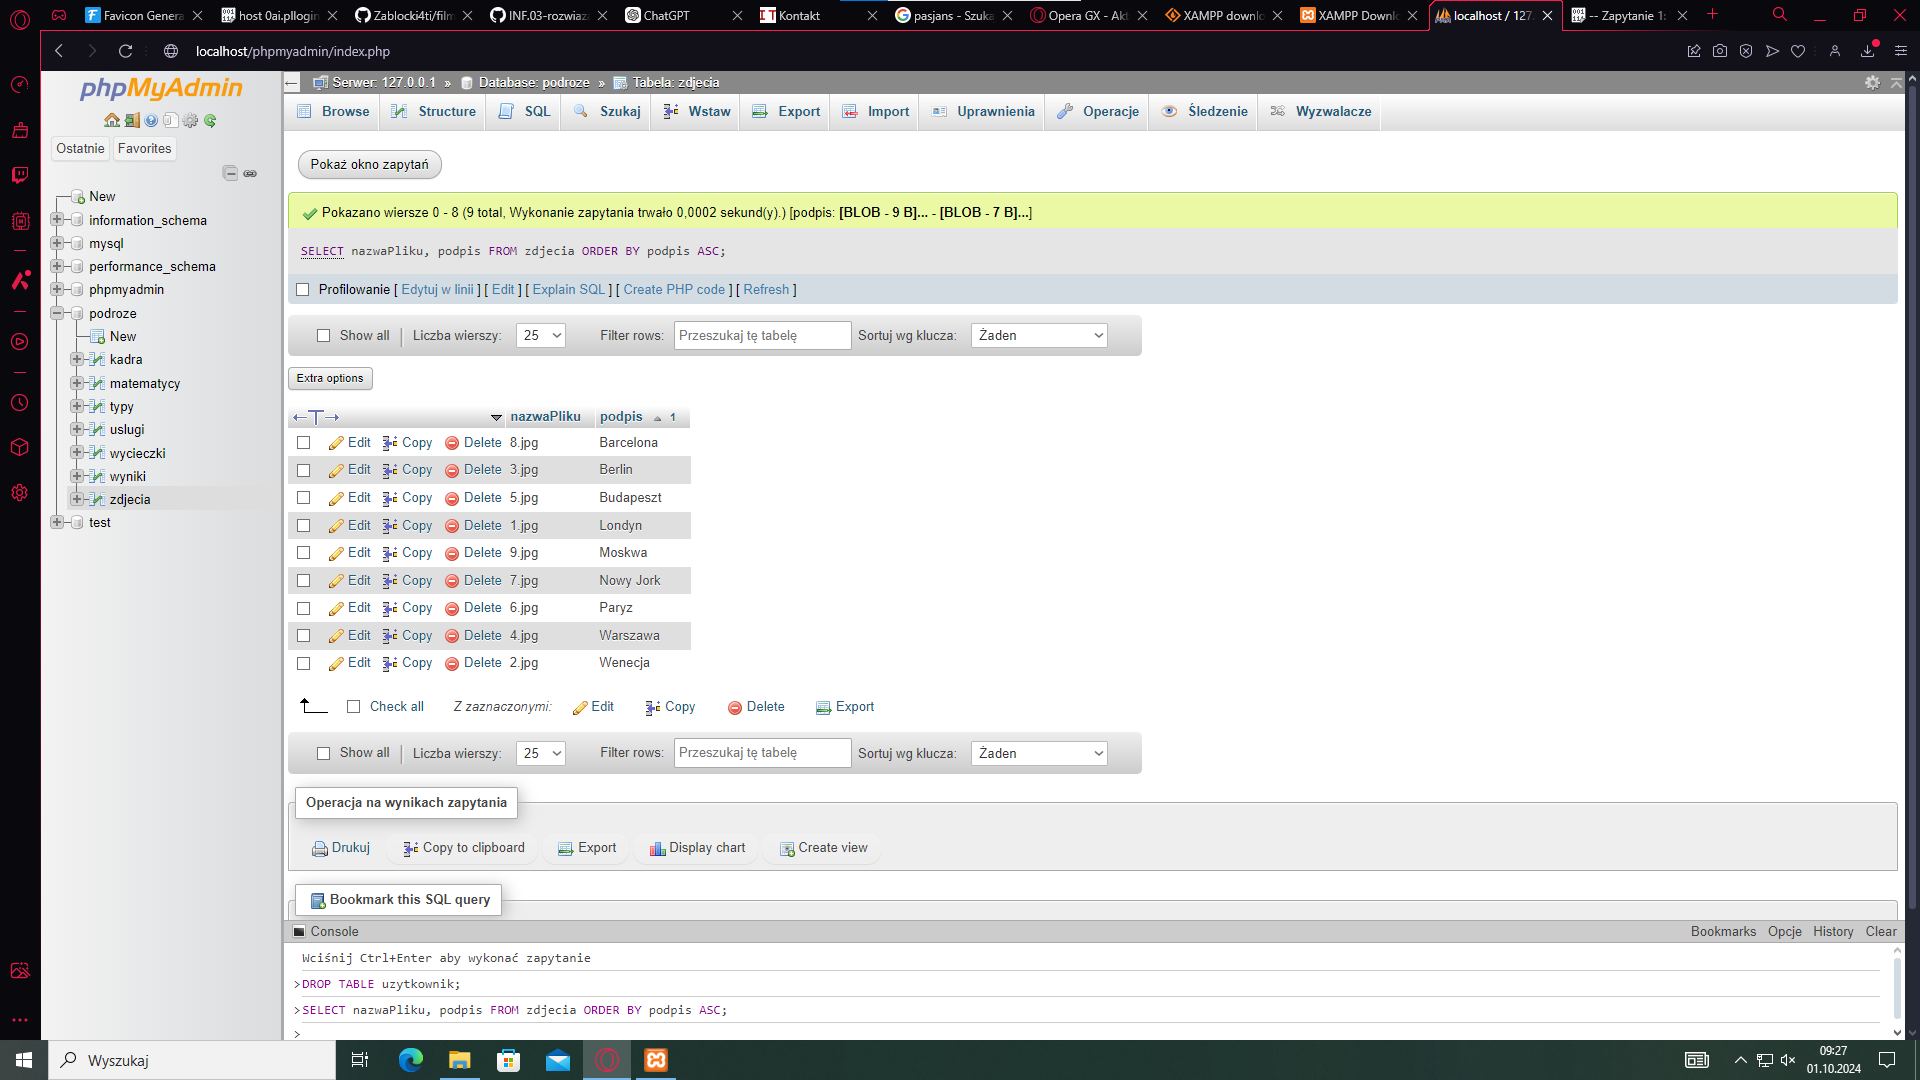 Favicon Genera
host 0ai.pllogin
Zablocki4ti/film
INF.03-rozwiaza
ChatGPT
Kontakt
pasjans - Szuka
Opera GX - Akt
XAMPP downlo
XAMPP Downlo
localhost / 127.
-- Zapytanie 1:
localhost/phpmyadmin/index.php
phpMyAdmin
Serwer: 127.0.0.1 » Database: podroze » Tabela: zdjecia
Browse Structure SQL Szukaj Wstaw Export Import Uprawnienia Operacje Śledzenie Wyzwalacze
Ostatnie Favorites
New
information_schema
mysql
performance_schema
phpmyadmin
podroze
New
kadra
matematycy
typy
uslugi
wycieczki
wyniki
zdjecia
test
Pokaż okno zapytań
Pokazano wiersze 0 - 8 (9 total, Wykonanie zapytania trwało 0,0002 sekund(y).) [podpis: [BLOB - 9 B]... - [BLOB - 7 B]...]
SELECT nazwaPliku, podpis FROM zdjecia ORDER BY podpis ASC;
Profilowanie [ Edytuj w linii ] [ Edit ] [ Explain SQL ] [ Create PHP code ] [ Refresh ]
Show all Liczba wierszy: 25 Filter rows: Przeszukaj tę tabelę Sortuj wg klucza: Żaden
Extra options
←T→ nazwaPliku podpis 1
Edit Copy Delete 8.jpg Barcelona
Edit Copy Delete 3.jpg Berlin
Edit Copy Delete 5.jpg Budapeszt
Edit Copy Delete 1.jpg Londyn
Edit Copy Delete 9.jpg Moskwa
Edit Copy Delete 7.jpg Nowy Jork
Edit Copy Delete 6.jpg Paryz
Edit Copy Delete 4.jpg Warszawa
Edit Copy Delete 2.jpg Wenecja
Check all Z zaznaczonymi: Edit Copy Delete Export
Show all Liczba wierszy: 25 Filter rows: Przeszukaj tę tabelę Sortuj wg klucza: Żaden
Operacja na wynikach zapytania
Drukuj Copy to clipboard Export Display chart Create view
Bookmark this SQL query
Console Bookmarks Opcje History Clear
Wciśnij Ctrl+Enter aby wykonać zapytanie
>DROP TABLE uzytkownik;
>SELECT nazwaPliku, podpis FROM zdjecia ORDER BY podpis ASC;
>
Wyszukaj
09:27
01.10.2024